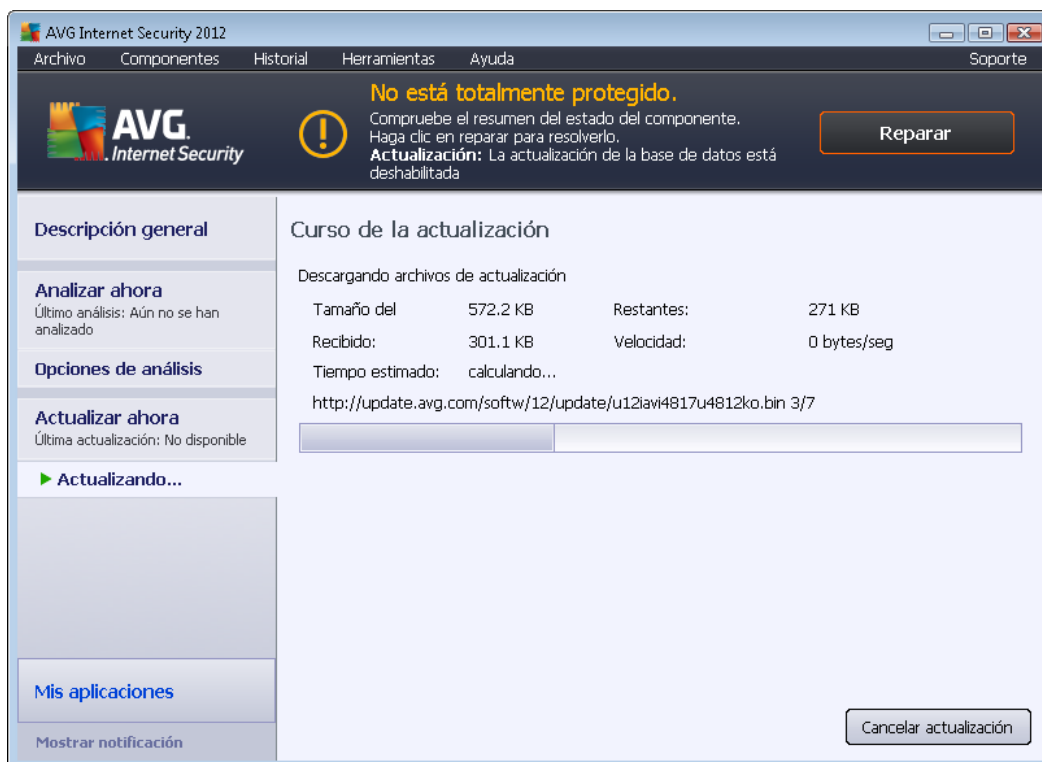 AVG Internet Security 2012
Archivo Componentes Historial Herramientas Ayuda Soporte
AVG.
Internet Security
No está totalmente protegido.
Compruebe el resumen del estado del componente.
Haga clic en reparar para resolverlo.
Actualización: La actualización de la base de datos está
deshabilitada
Reparar
Descripción general
Analizar ahora
Último análisis: Aún no se han
analizado
Opciones de análisis
Actualizar ahora
Última actualización: No disponible
Actualizando...
Mis aplicaciones
Mostrar notificación
Curso de la actualización
Descargando archivos de actualización
Tamaño del 572.2 KB Restantes: 271 KB
Recibido: 301.1 KB Velocidad: 0 bytes/seg
Tiempo estimado: calculando...
http://update.avg.com/softw/12/update/u12iavi4817u4812ko.bin 3/7
Cancelar actualización